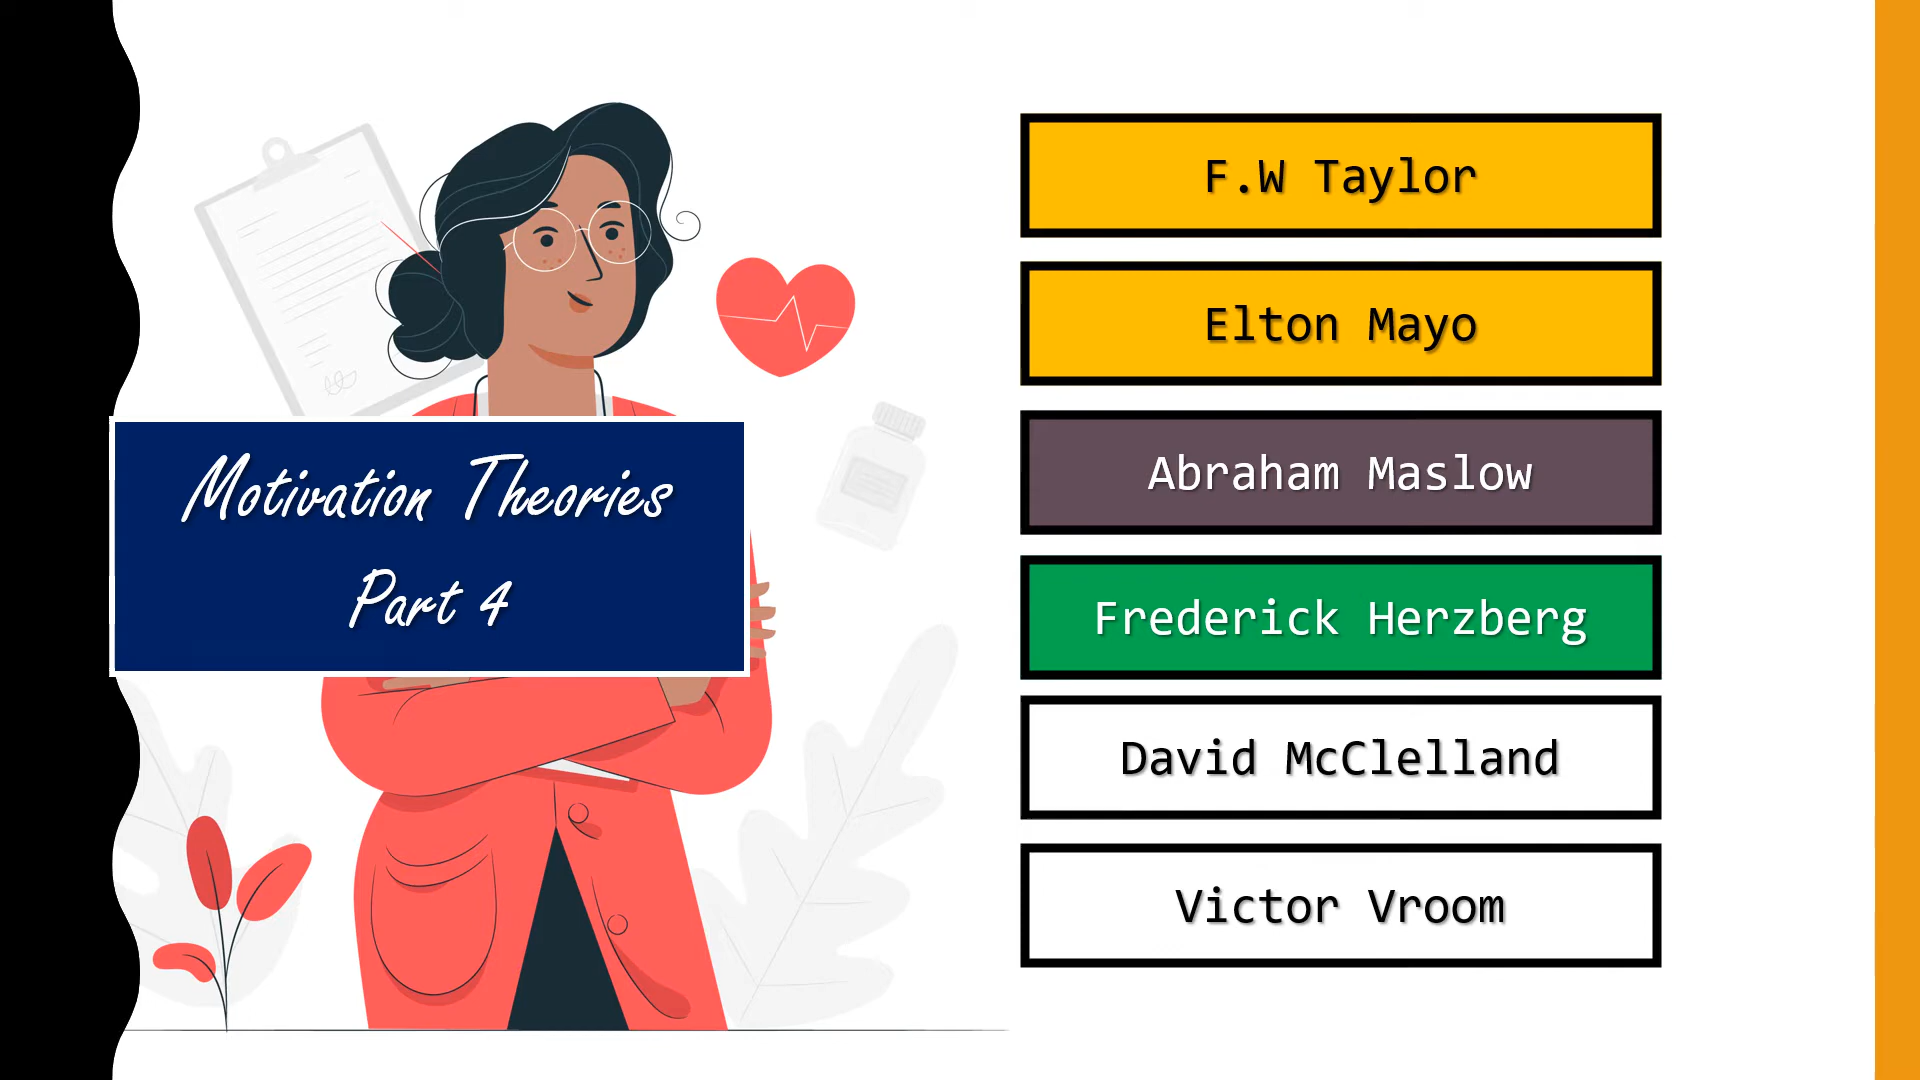 Motivation Theories
Part 4
F.W Taylor
Elton Mayo
Abraham Maslow
Frederick Herzberg
David McClelland
Victor Vroom